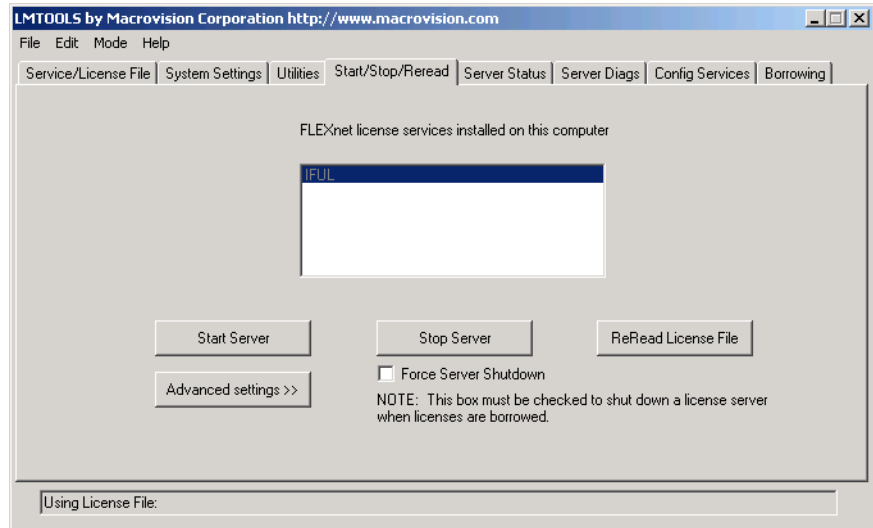 LMTOOLS by Macrovision Corporation http://www.macrovision.com
File Edit Mode Help
Service/License File System Settings Utilities Start/Stop/Reread Server Status Server Diags Config Services Borrowing
FLEXnet license services installed on this computer
IFUL
Start Server Stop Server ReRead License File
Force Server Shutdown
Advanced settings >>
NOTE: This box must be checked to shut down a license server
when licenses are borrowed.
Using License File: